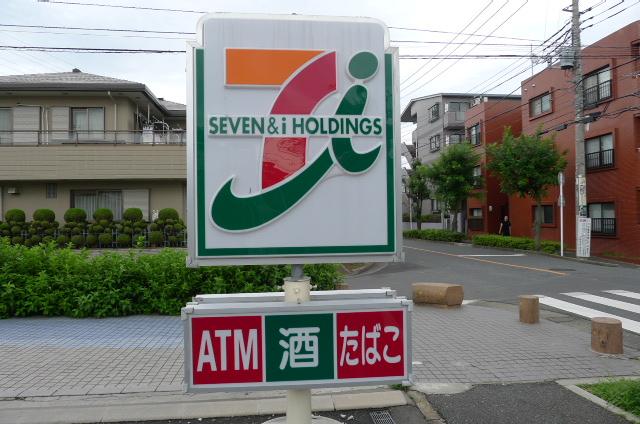 SEVEN&i HOLDINGS
ATM 酒 たばこ